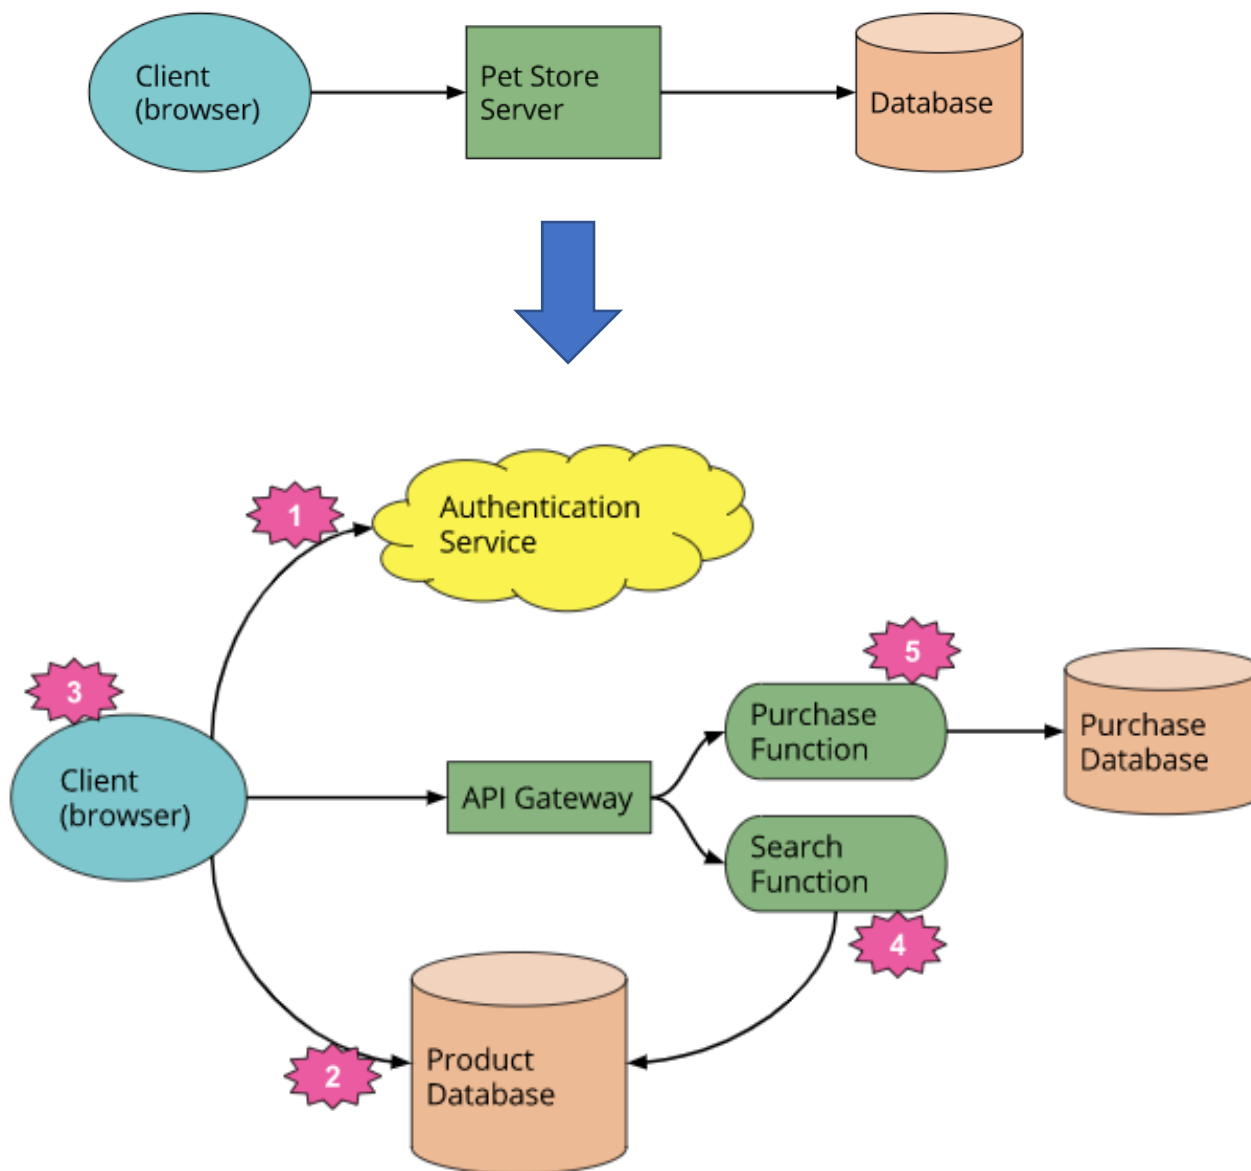 Client
(browser)
Pet Store
Server
Database
1
Authentication
Service
3
Client
(browser)
API Gateway
5
Purchase
Function
Purchase
Database
Search
Function
4
2
Product
Database